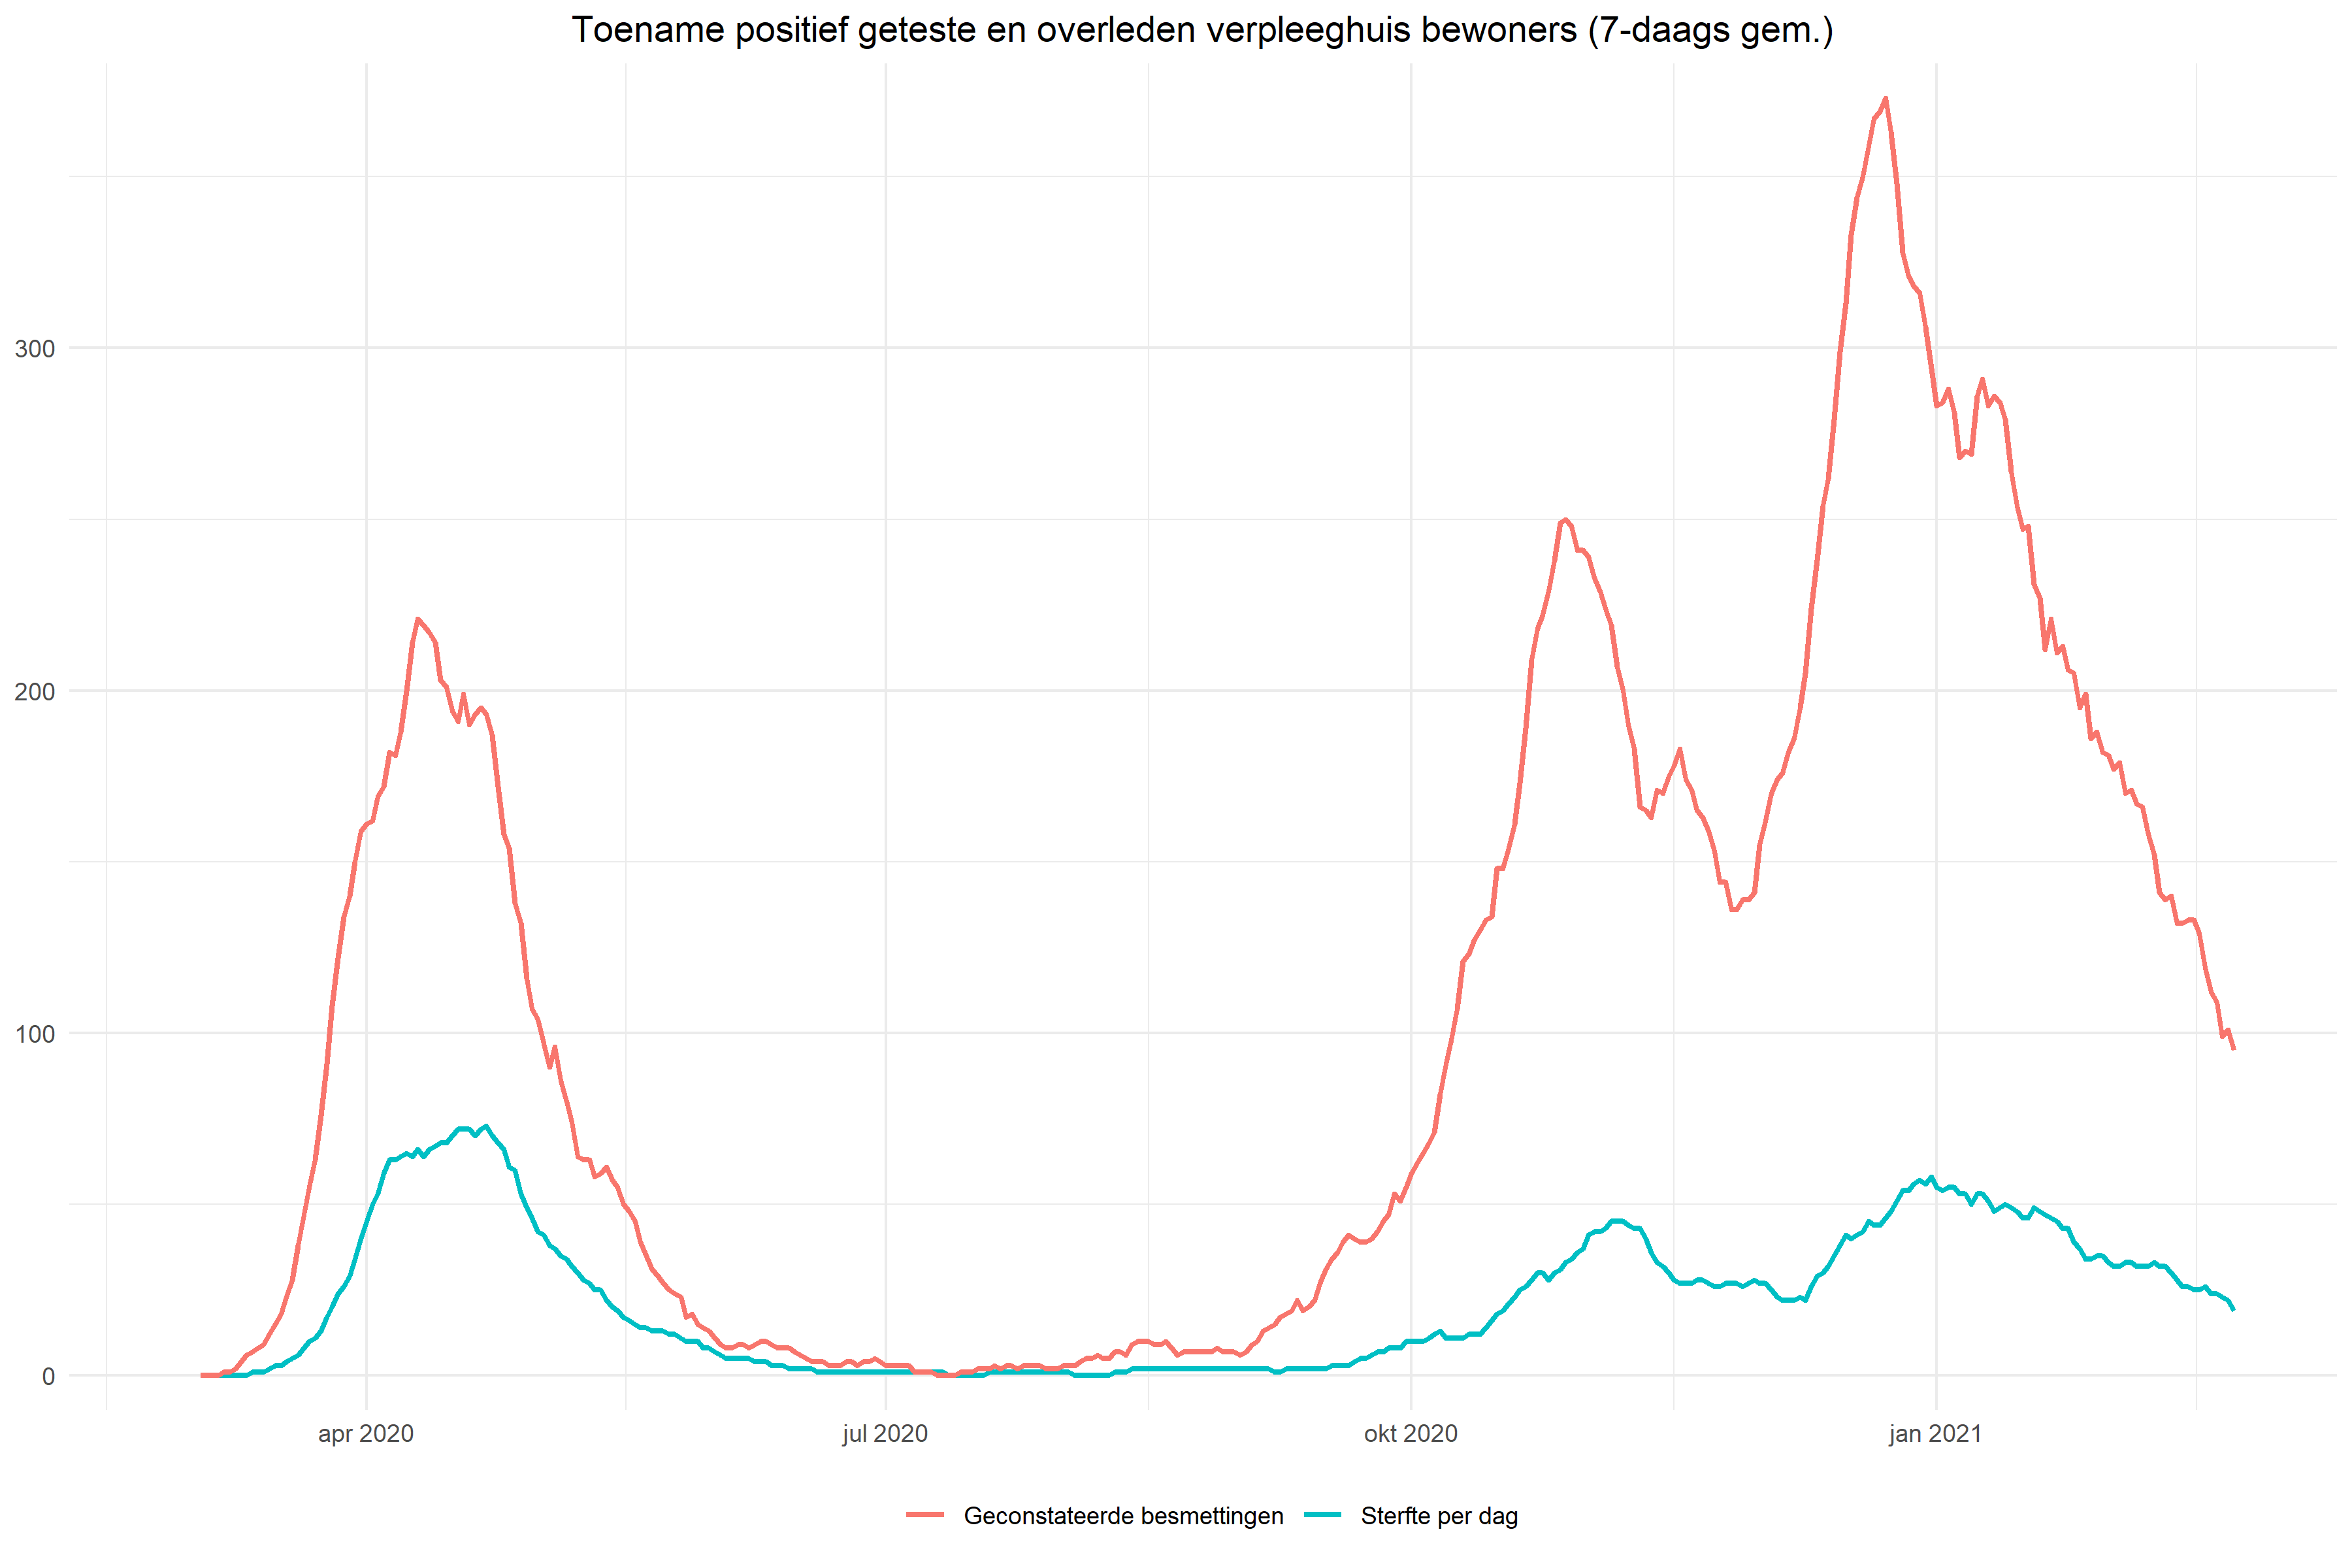 Toename positief geteste en overleden verpleeghuis bewoners (7-daags gem.)
300
200
100
0
apr 2020 jul 2020 okt 2020 jan 2021
Geconstateerde besmettingen Sterfte per dag